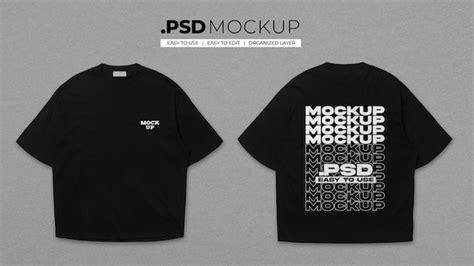 .PSD MOCKUP
EASY TO USE | EASY TO EDIT | ORGANIZED LAYER
MOCK
UP
MOCKUP
MOCKUP
MOCKUP
MOCKUP
MOCKUP
MOCKUP
.PSD
EASY TO USE
MOCKUP
MOCKUP